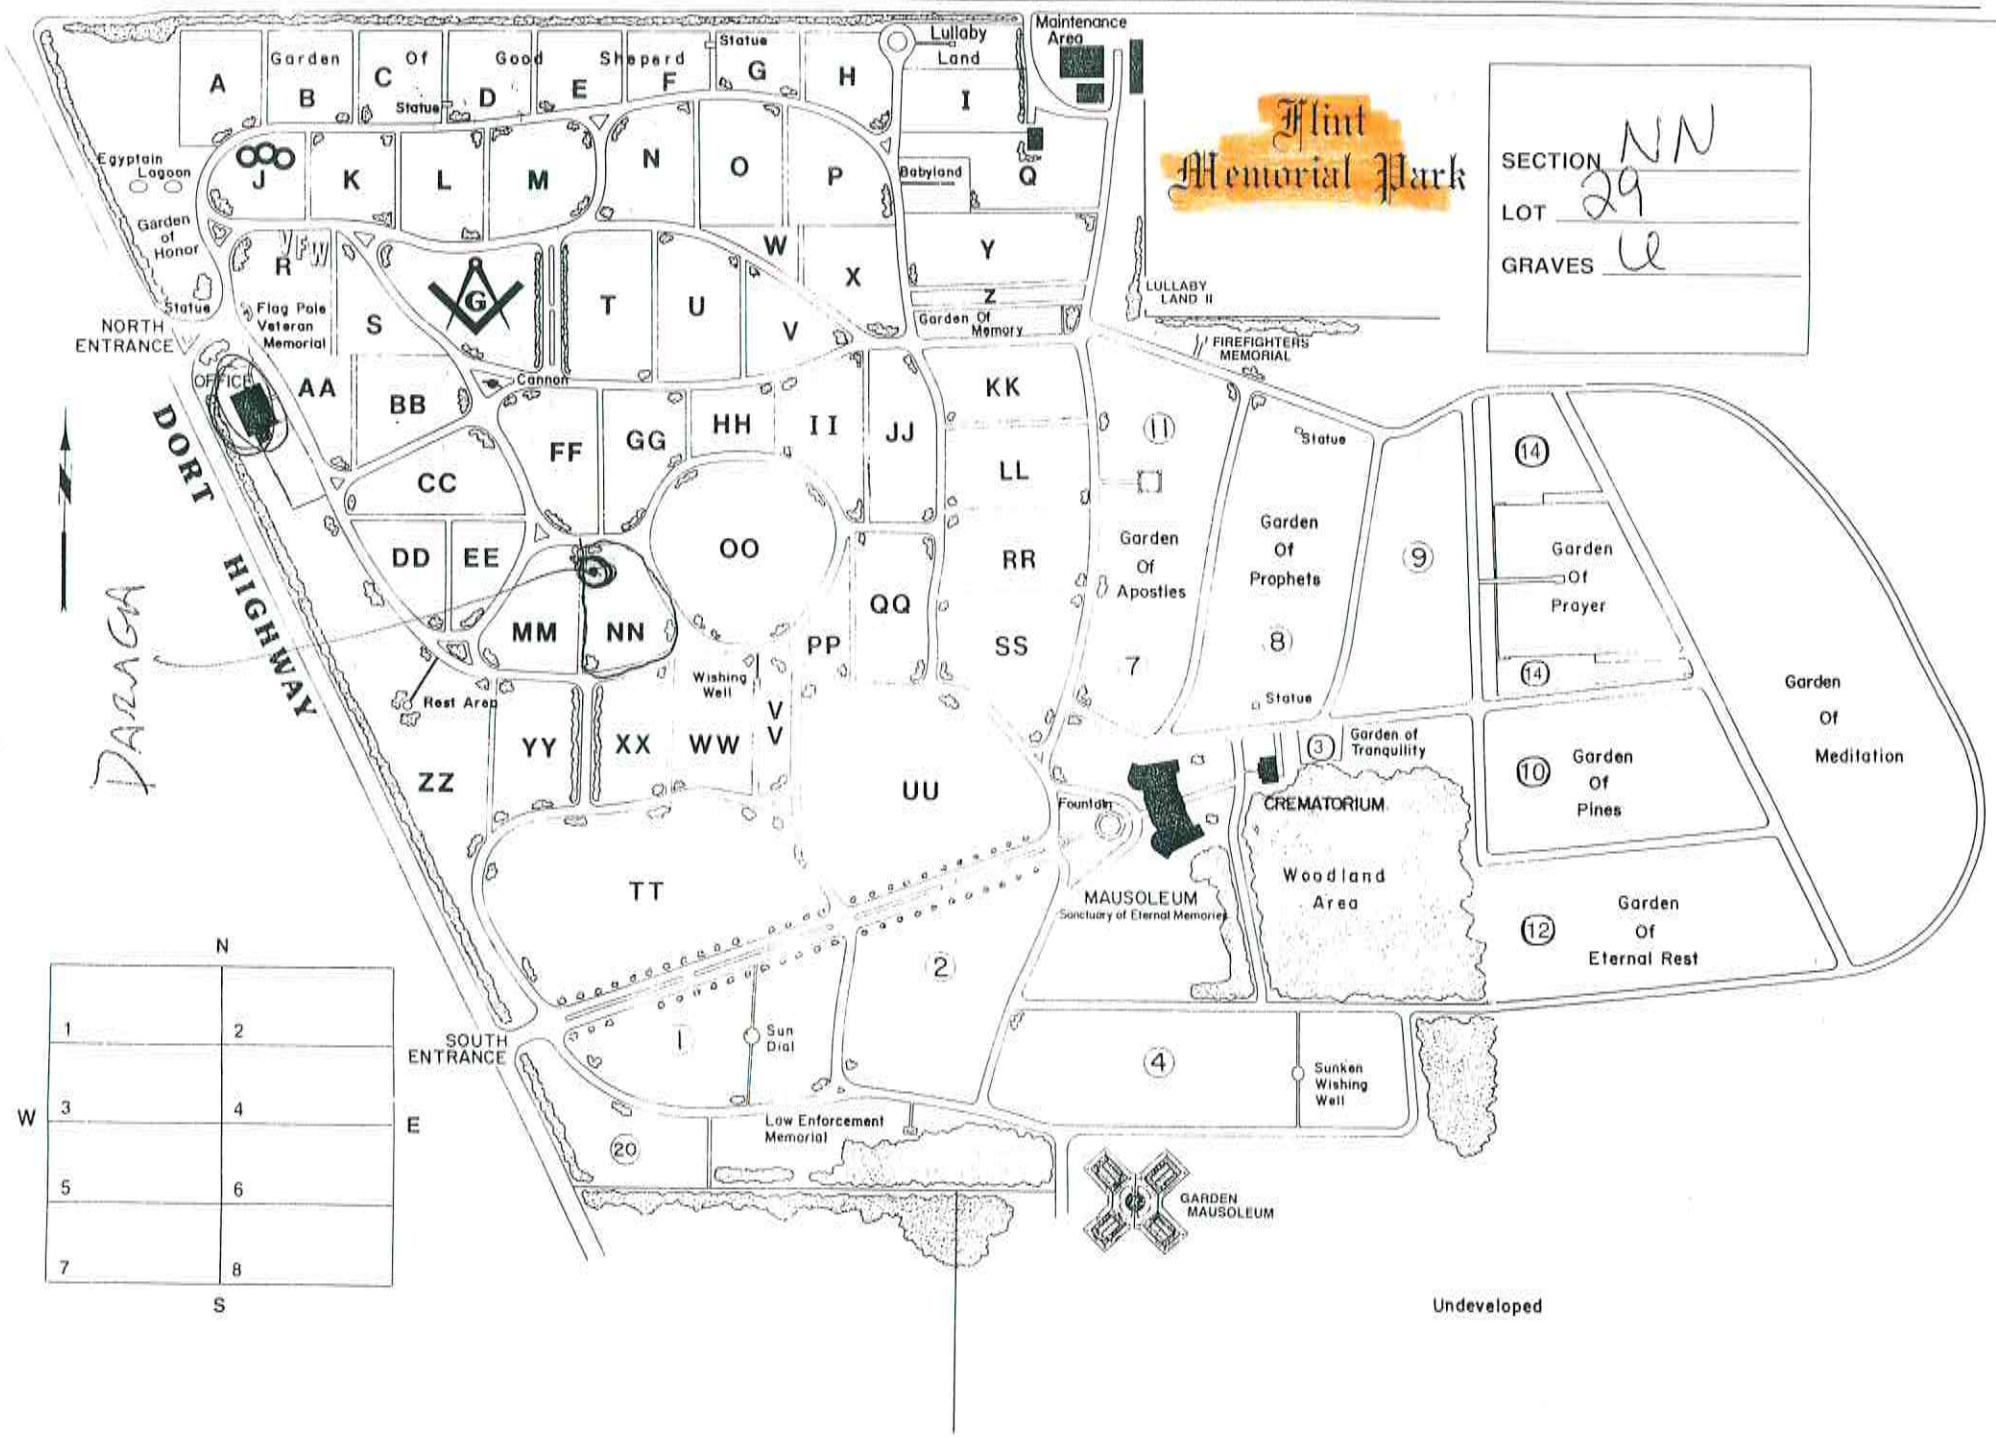 Maintenance
Area
Lullaby
Land
Statue
Garden Of Good Sheperd
A
B
C
D
E
F
G
H
I
Statue
Flint
Memorial Park
SECTION NN
LOT 29
GRAVES
Egyptain
Lagoon
J
K
L
M
N
O
P
Babyland
Q
Garden
of
Honor
VFW
R
S
G
T
U
V
W
X
Y
Z
Garden Of
Memory
LULLABY
LAND II
FIREFIGHTERS
MEMORIAL
Statue
NORTH
ENTRANCE
Flag Pole
Veteran
Memorial
OFFICE
AA
BB
Cannon
CC
DD
EE
FF
GG
HH
II
JJ
KK
LL
11
Statue
14
DORT HIGHWAY
OO
RR
Garden
Of
Apostles
7
Garden
Of
Prophets
8
Statue
9
Garden
Of
Prayer
14
Garden
Of
Meditation
DARAGA
MM
NN
PP
QQ
SS
Rest Area
Wishing
Well
YY
XX
WW
VV
ZZ
UU
TT
3
Garden of
Tranquility
10
Garden
Of
Pines
Fountain
CREMATORIUM
Woodland
Area
MAUSOLEUM
Sanctuary of Eternal Memories
12
Garden
Of
Eternal Rest
N
1
2
W
3
4
E
5
6
7
8
S
SOUTH
ENTRANCE
1
Sun
Dial
2
4
Sunken
Wishing
Well
20
Law Enforcement
Memorial
GARDEN
MAUSOLEUM
Undeveloped